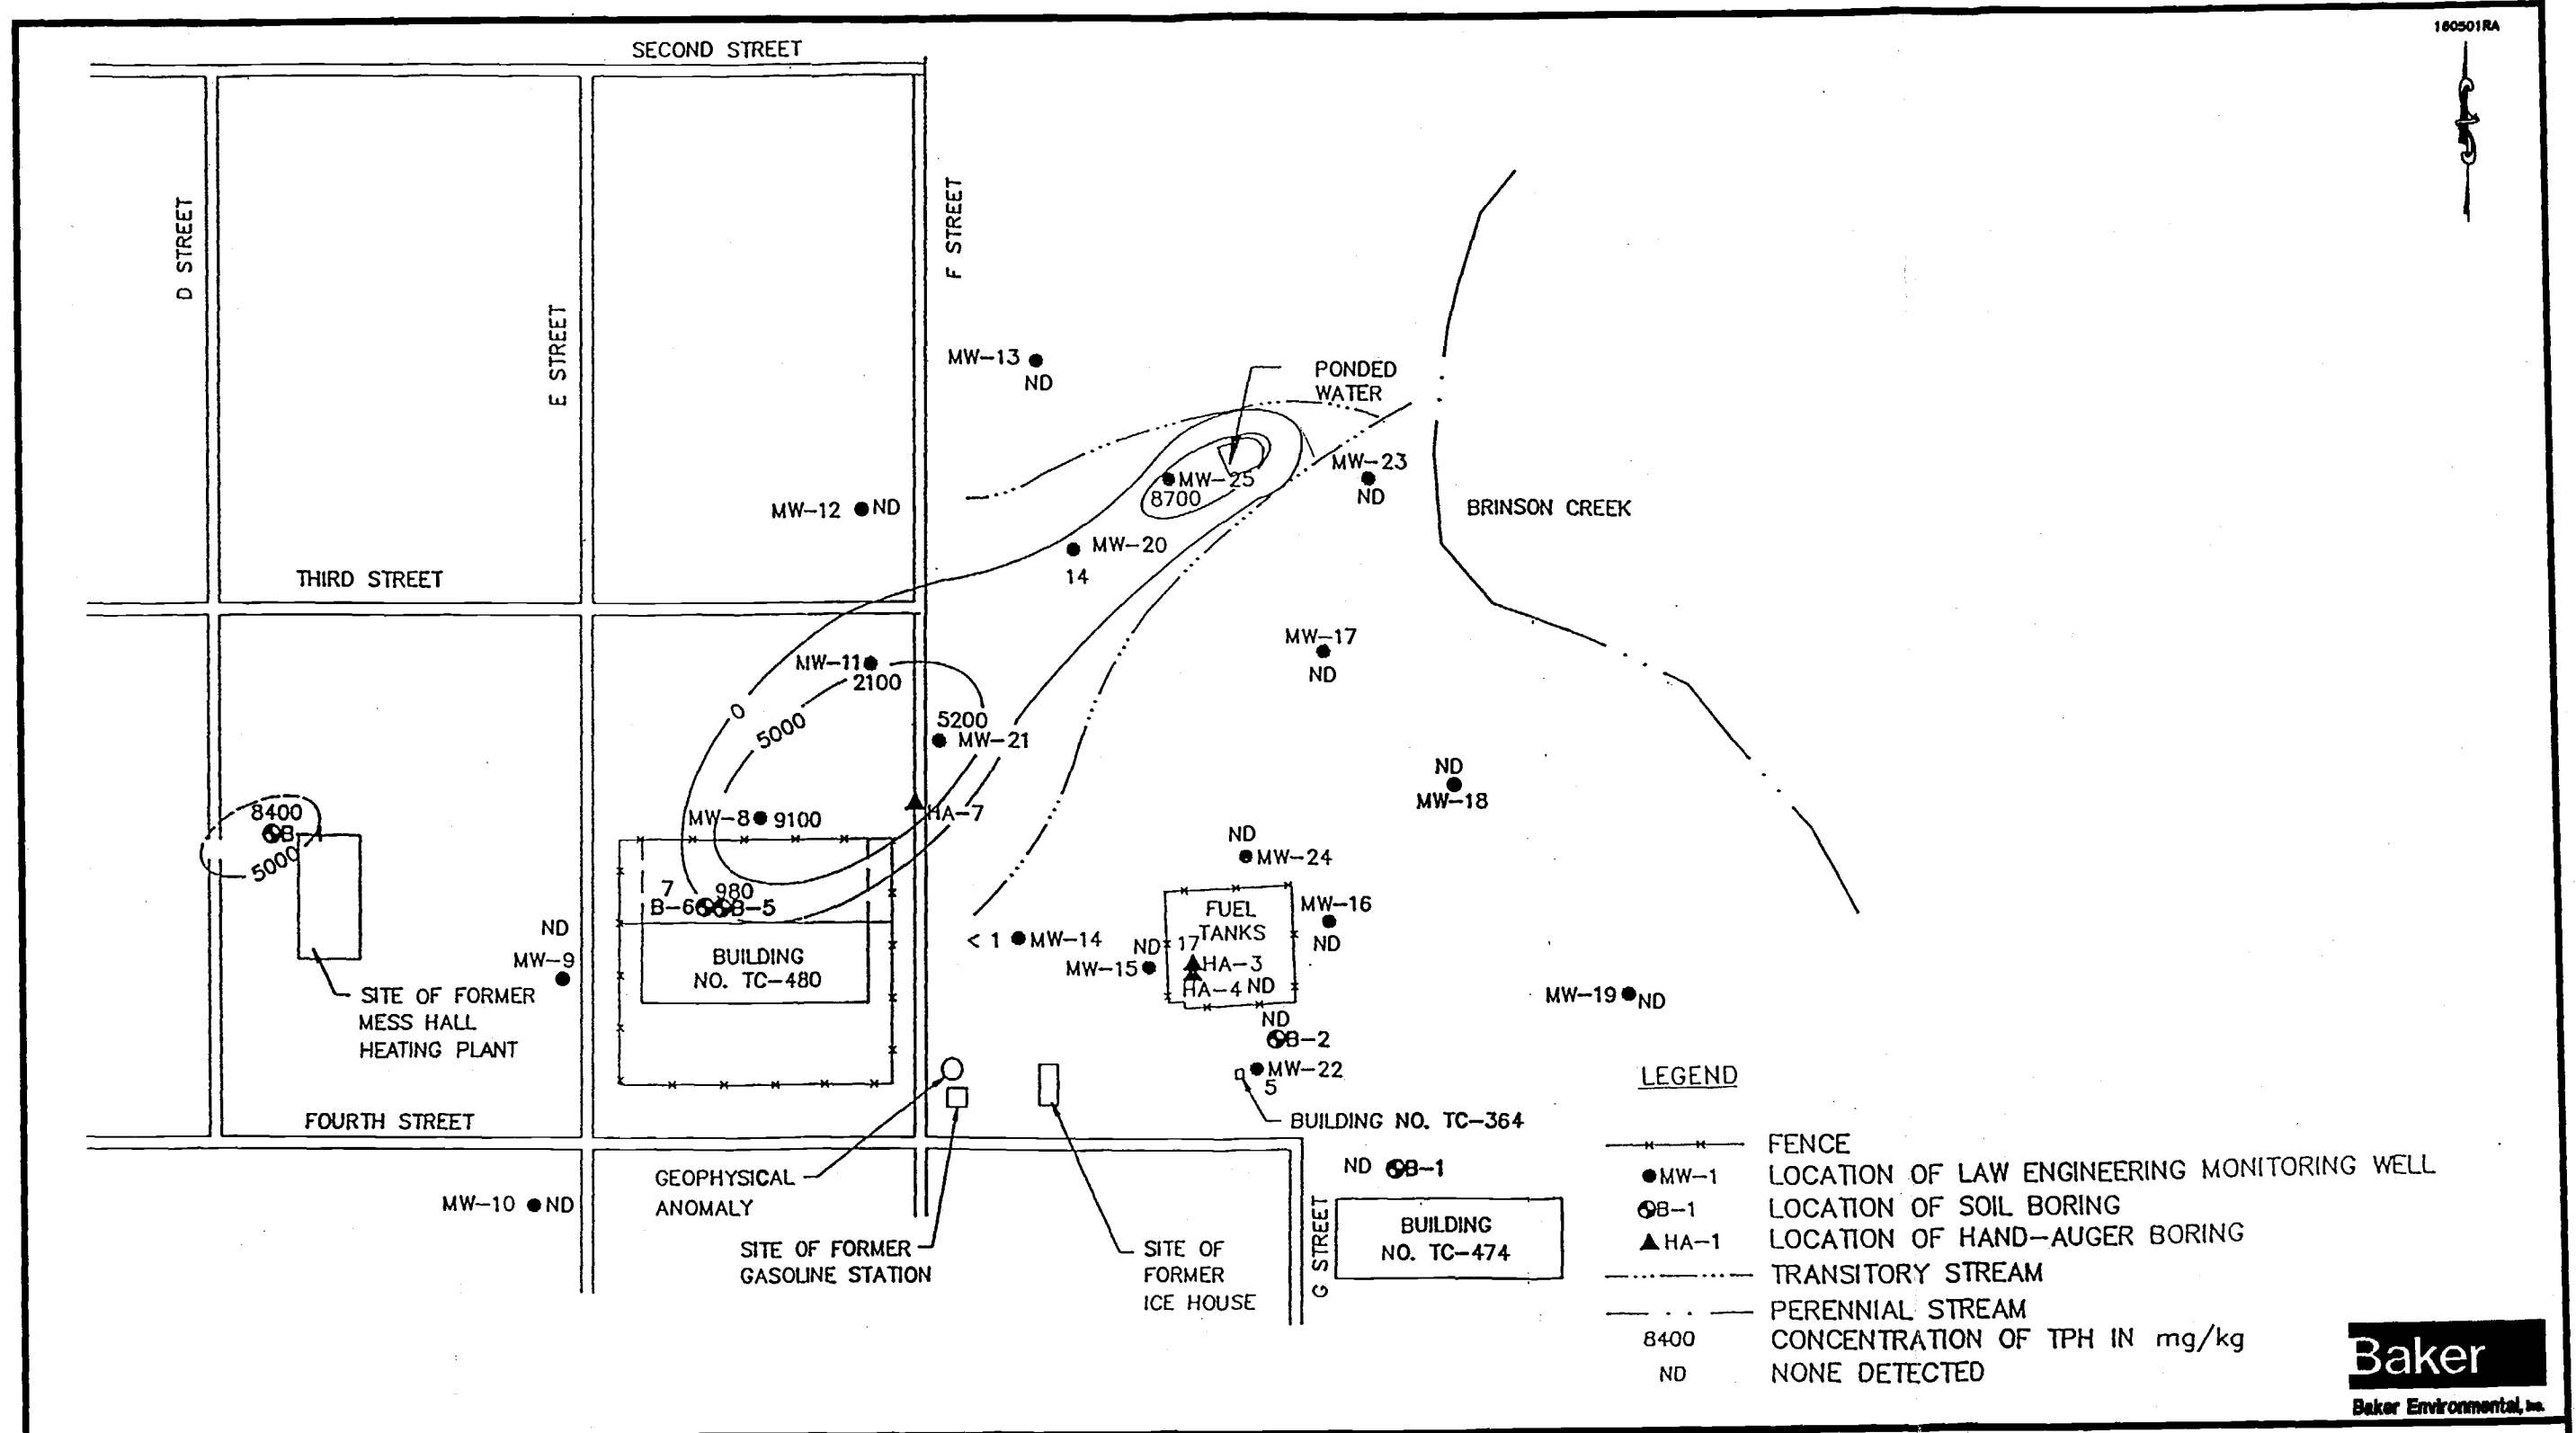 160501RA
SECOND STREET
D STREET
E STREET
F STREET
MW-13
ND
PONDED
WATER
MW-23
ND
MW-25
8700
MW-12 ND
BRINSON CREEK
MW-20
14
THIRD STREET
MW-17
ND
MW-11
2100
0
5000
5200
MW-21
ND
MW-18
8400
B
5000
MW-8 9100
HA-7
ND
MW-24
7
980
B-6 B-5
MW-16
ND
FUEL
TANKS
ND
MW-9
BUILDING
NO. TC-480
< 1 MW-14
ND 17
MW-15
HA-3
HA-4 ND
MW-19 ND
SITE OF FORMER
MESS HALL
HEATING PLANT
ND
B-2
MW-22
5
BUILDING NO. TC-364
FOURTH STREET
GEOPHYSICAL
ANOMALY
MW-10 ND
SITE OF FORMER
GASOLINE STATION
SITE OF
FORMER
ICE HOUSE
G STREET
ND B-1
BUILDING
NO. TC-474
LEGEND
FENCE
MW-1 LOCATION OF LAW ENGINEERING MONITORING WELL
B-1 LOCATION OF SOIL BORING
HA-1 LOCATION OF HAND-AUGER BORING
TRANSITORY STREAM
PERENNIAL STREAM
8400 CONCENTRATION OF TPH IN mg/kg
ND NONE DETECTED
Baker
Baker Environmental, Inc.